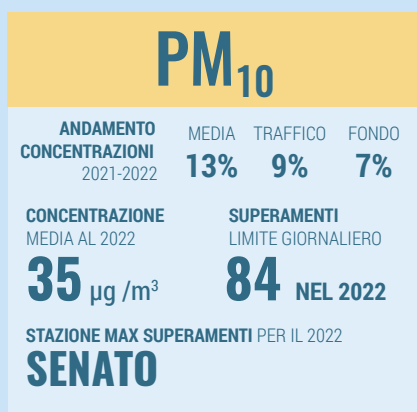 PM10
ANDAMENTO CONCENTRAZIONI 2021-2022
MEDIA TRAFFICO FONDO
13% 9% 7%
CONCENTRAZIONE
MEDIA AL 2022
35 µg /m³
SUPERAMENTI
LIMITE GIORNALIERO
84 NEL 2022
STAZIONE MAX SUPERAMENTI PER IL 2022
SENATO